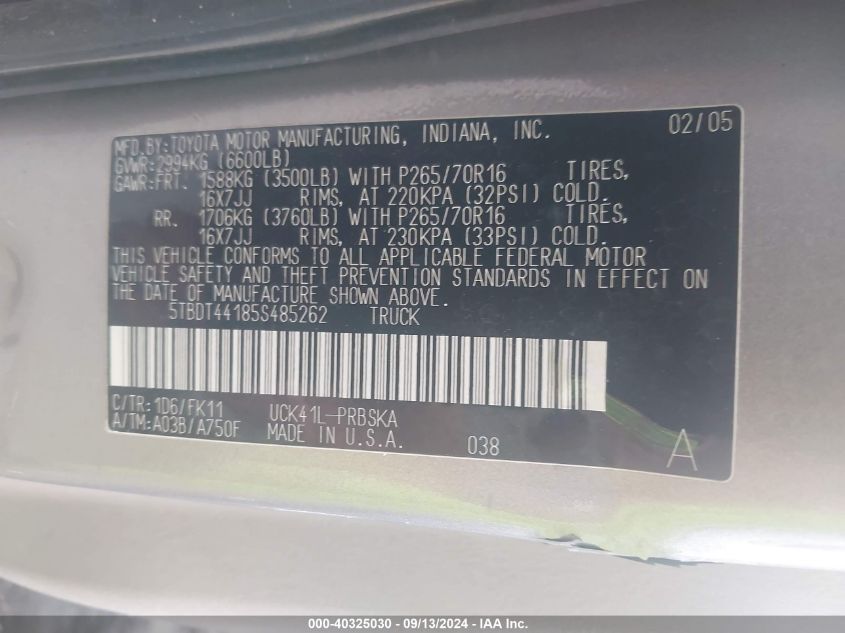 MFD.BY:TOYOTA MOTOR MANUFACTURING, INDIANA, INC. 02/05
GVWR:2994KG (6600LB)
GAWR:FRT. 1588KG (3500LB) WITH P265/70R16 TIRES,
16X7JJ RIMS, AT 220KPA (32PSI) COLD.
RR. 1706KG (3760LB) WITH P265/70R16 TIRES,
16X7JJ RIMS, AT 230KPA (33PSI) COLD.
THIS VEHICLE CONFORMS TO ALL APPLICABLE FEDERAL MOTOR
VEHICLE SAFETY AND THEFT PREVENTION STANDARDS IN EFFECT ON
THE DATE OF MANUFACTURE SHOWN ABOVE.
5TBDT44185S485262 TRUCK
C/TR:1D6/FK11 UCK41L-PRBSKA
A/TM:A03B/A750F MADE IN U.S.A. 038 A
000-40325030 - 09/13/2024 - IAA Inc.